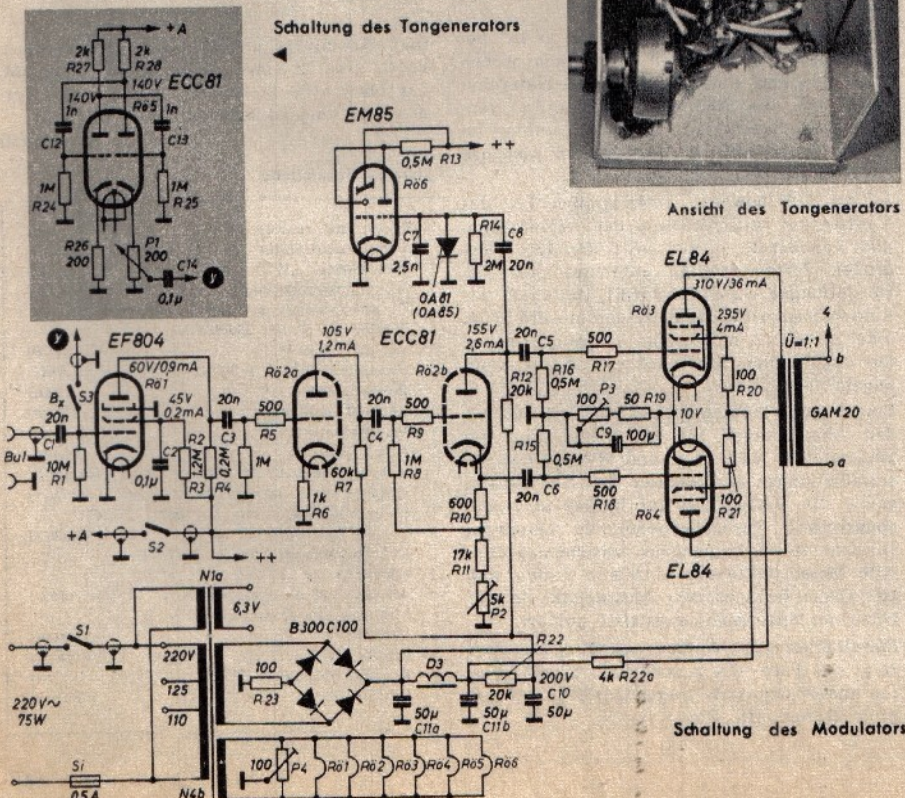 Schaltung des Tongenerators
+A
2k
R27
2k
R28
140V
ECC81
140V
Rö5
1n
C12
1n
C13
1M
R24
1M
R25
R26
200
P1
200
C14
0,1µ
y
EM85
0,5M
R13
++
Rö6
C7
2,5n
OA81
(OA85)
R14
2M
C8
20n
Ansicht des Tongenerators
EL84
310V/36mA
Rö3
295V
4mA
4
Ü=1:1
b
GAM20
a
100
R20
100
R21
y
EF804
60V/0,9mA
Rö1
45V
0,2mA
S3
Bx
20n
C1
Bu1
10M
R1
C2
0,1µ
R2
1,2M
R3
0,2M
R4
20n
C3
500
R5
1M
105V
1,2mA
ECC81
Rö2a
1k
R6
60k
R7
20n
C4
500
R9
1M
R8
155V
2,6mA
Rö2b
600
R10
17k
R11
5k
P2
20n
C5
R12
20k
R16
0,5M
500
R17
P3
100
50
R19
C9
100µ
10V
R15
0,5M
20n
C6
500
R18
Rö4
EL84
+A
S2
++
N1a
6,3V
S1
220V
125
110
220V~
75W
Si
0,5A
N4b
B300C100
100
R23
D3
R22
20k
200V
C10
50µ
50µ
C11a
50µ
C11b
4k R22a
100
P4
Rö1
Rö2
Rö3
Rö4
Rö5
Rö6
Schaltung des Modulators